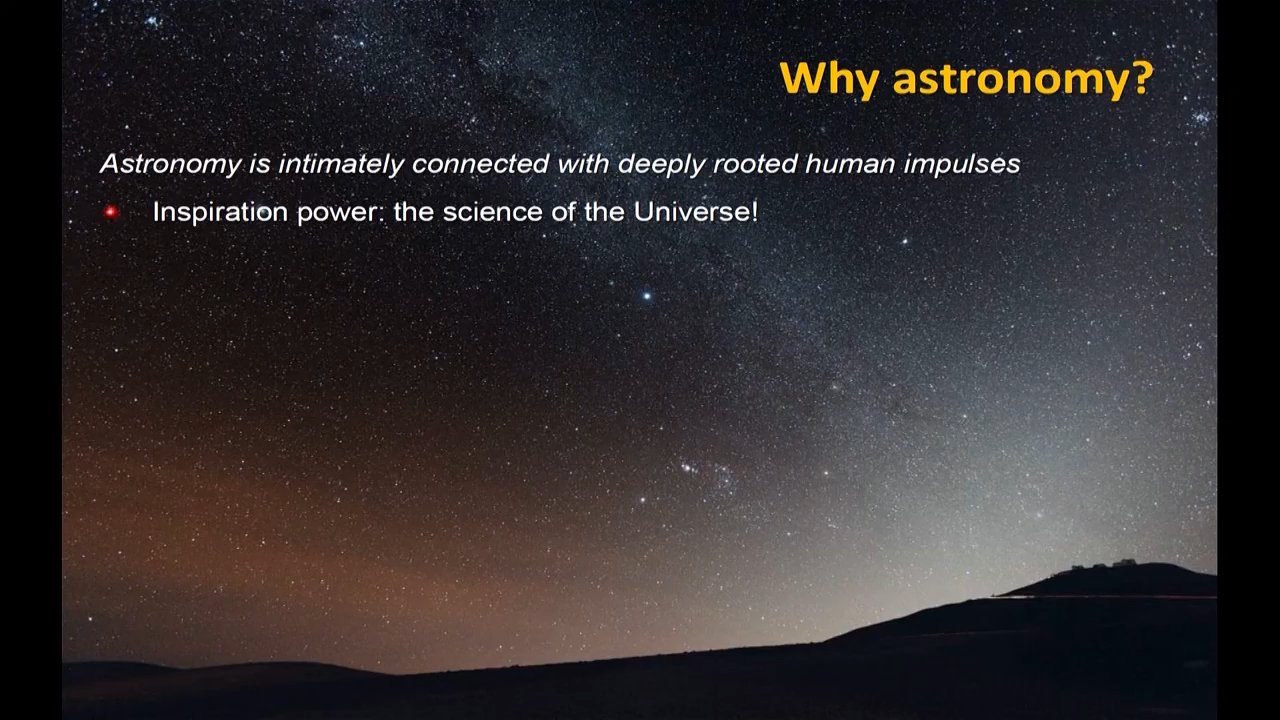 Why astronomy?
Astronomy is intimately connected with deeply rooted human impulses
Inspiration power: the science of the Universe!